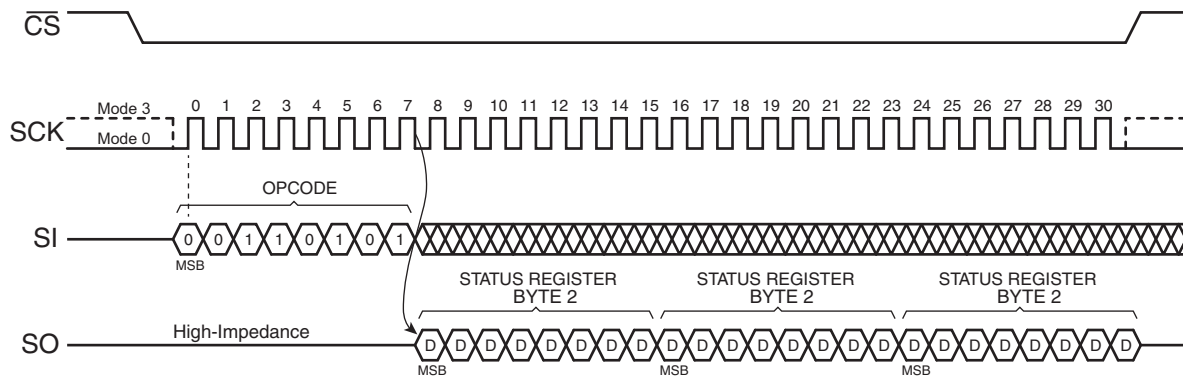 CS
Mode 3
0 1 2 3 4 5 6 7 8 9 10 11 12 13 14 15 16 17 18 19 20 21 22 23 24 25 26 27 28 29 30
SCK
Mode 0
OPCODE
SI
0 0 1 1 0 1 0 1
MSB
STATUS REGISTER
BYTE 2
STATUS REGISTER
BYTE 2
STATUS REGISTER
BYTE 2
High-Impedance
SO
D D D D D D D D D D D D D D D D D D D D D D D D
MSB MSB MSB